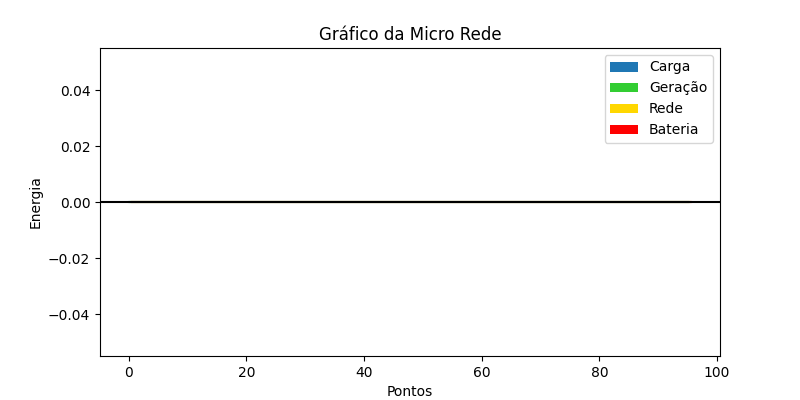 Gráfico da Micro Rede
Carga
Geração
Rede
Bateria
0.04
0.02
0.00
−0.02
−0.04
Energia
0
20
40
60
80
100
Pontos